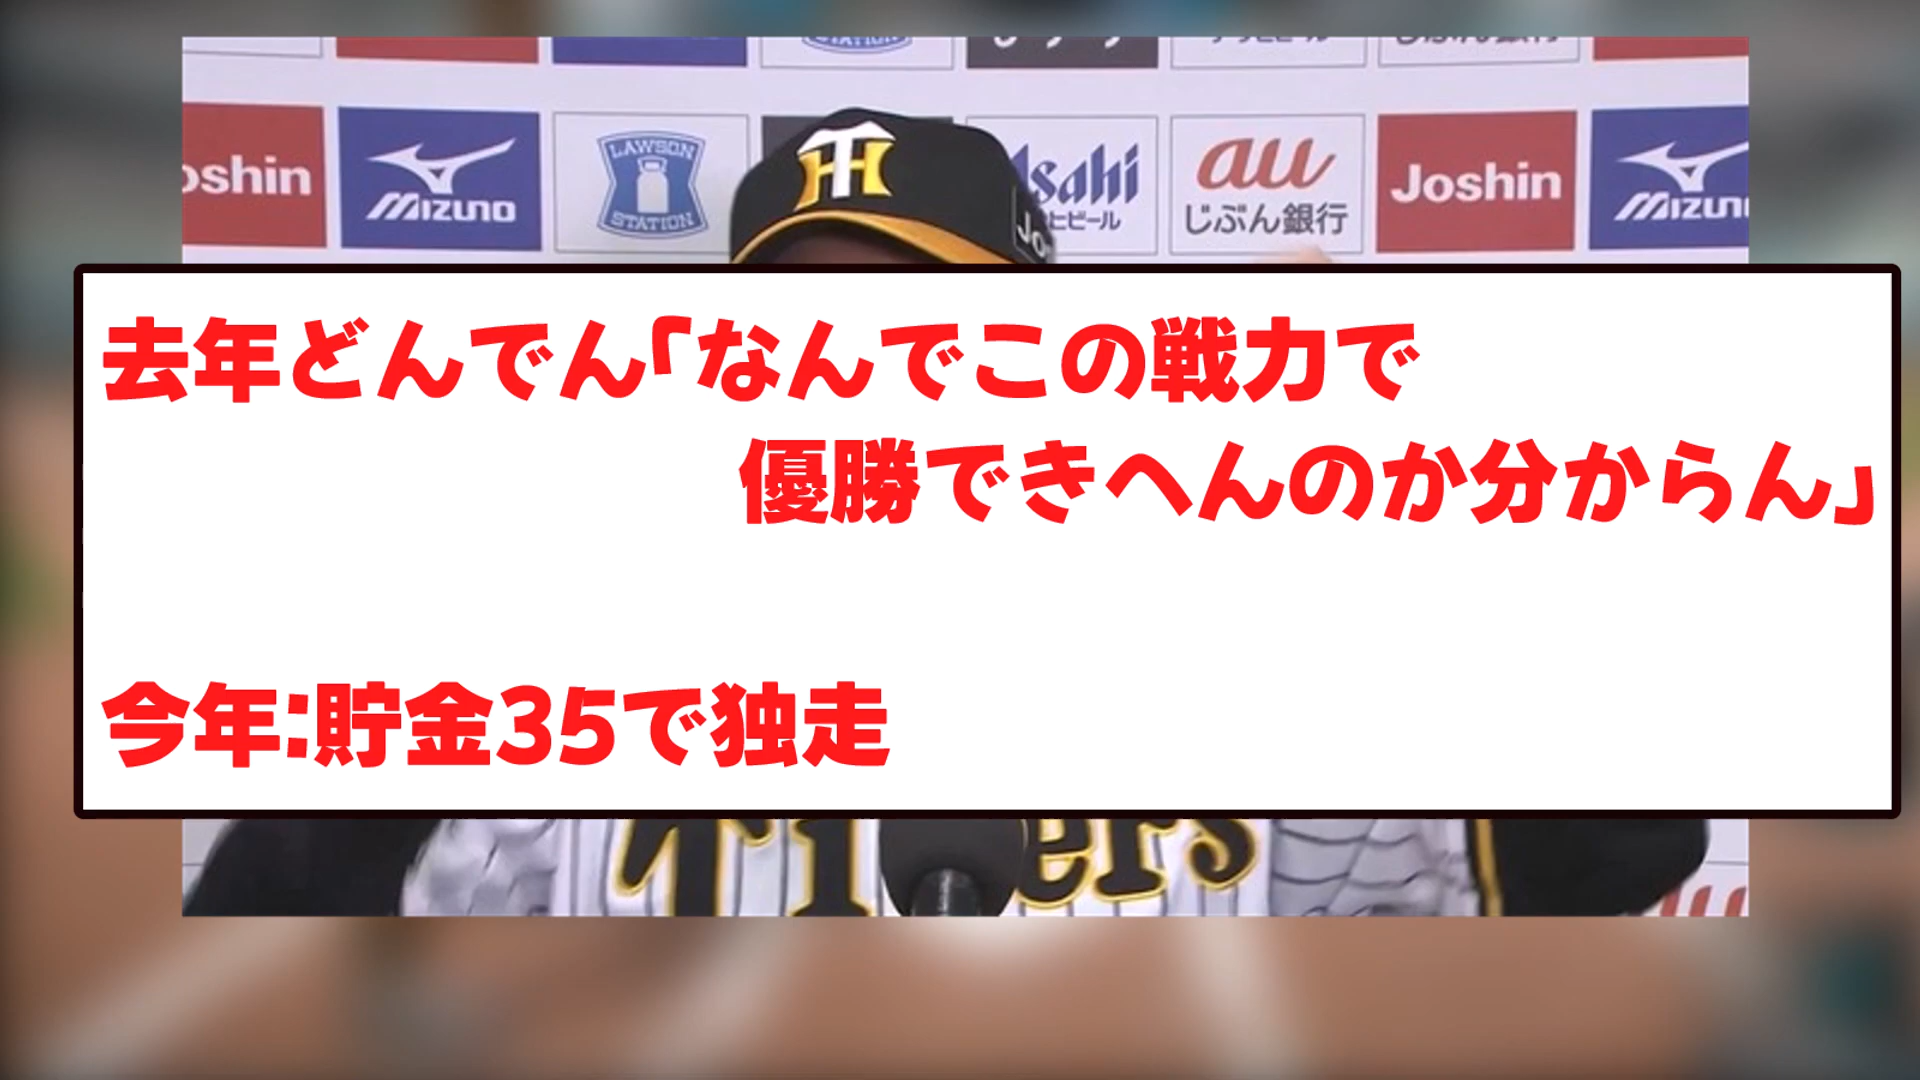 oshin
MIZUNO
LAWSON
STATION
Asahi
ヒビール
au
じぶん銀行
Joshin
MIZUN
去年どんでん「なんでこの戦力で
優勝できへんのか分からん」
今年:貯金35で独走